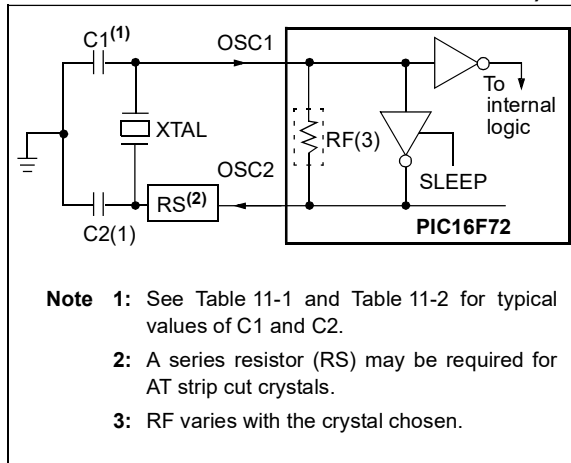 C1(1)
OSC1
To
internal
logic
XTAL
RF(3)
OSC2
SLEEP
RS(2)
C2(1)
PIC16F72
Note 1: See Table 11-1 and Table 11-2 for typical
values of C1 and C2.
2: A series resistor (RS) may be required for
AT strip cut crystals.
3: RF varies with the crystal chosen.